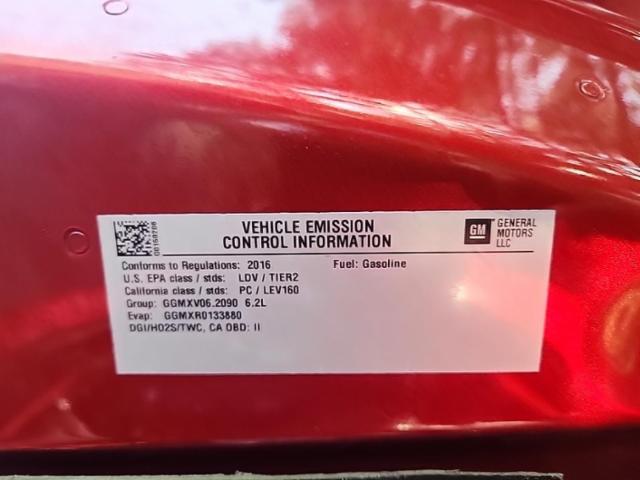 VEHICLE EMISSION
CONTROL INFORMATION
GM
GENERAL
MOTORS
LLC
Conforms to Regulations: 2016
Fuel: Gasoline
U.S. EPA class / stds: LDV / TIER2
California class / stds: PC / LEV160
Group: GGMXV06.2090 6.2L
Evap: GGMXR0133880
DGI/HO2S/TWC, CA OBD: II